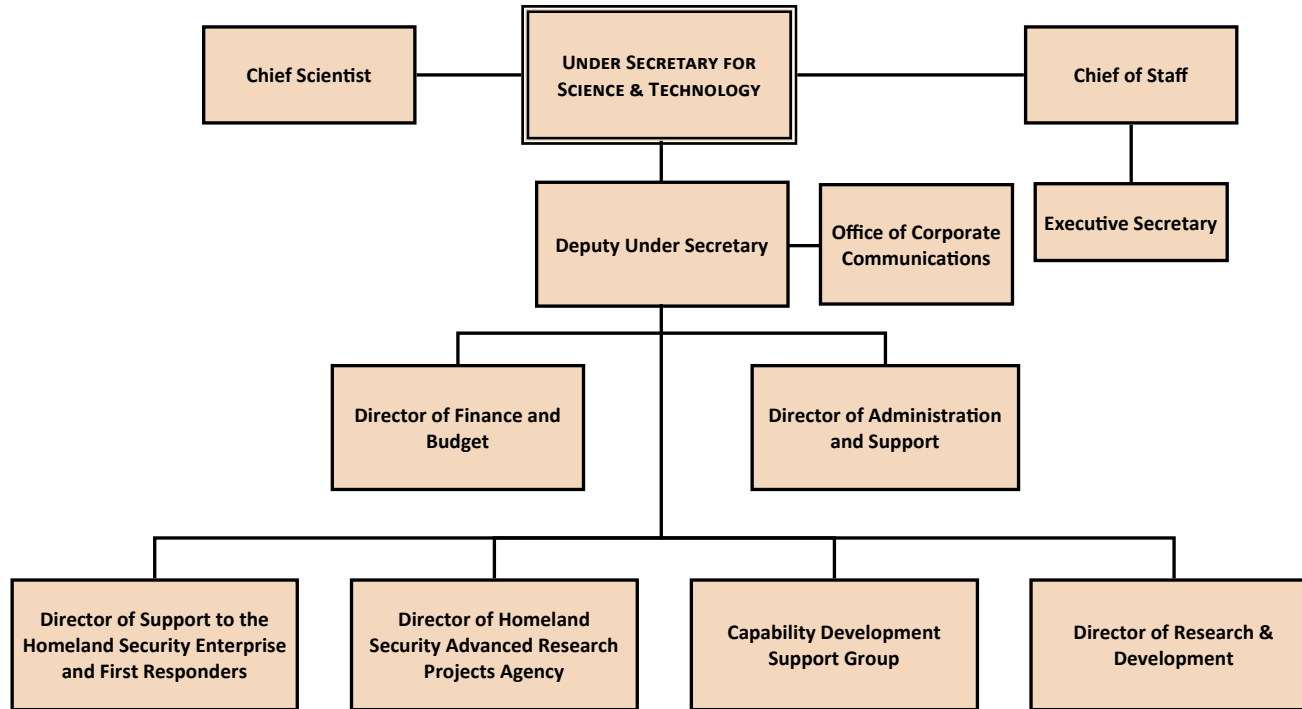 Chief Scientist
UNDER SECRETARY FOR
SCIENCE & TECHNOLOGY
Chief of Staff
Deputy Under Secretary
Office of Corporate
Communications
Executive Secretary
Director of Finance and
Budget
Director of Administration
and Support
Director of Support to the
Homeland Security Enterprise
and First Responders
Director of Homeland
Security Advanced Research
Projects Agency
Capability Development
Support Group
Director of Research &
Development